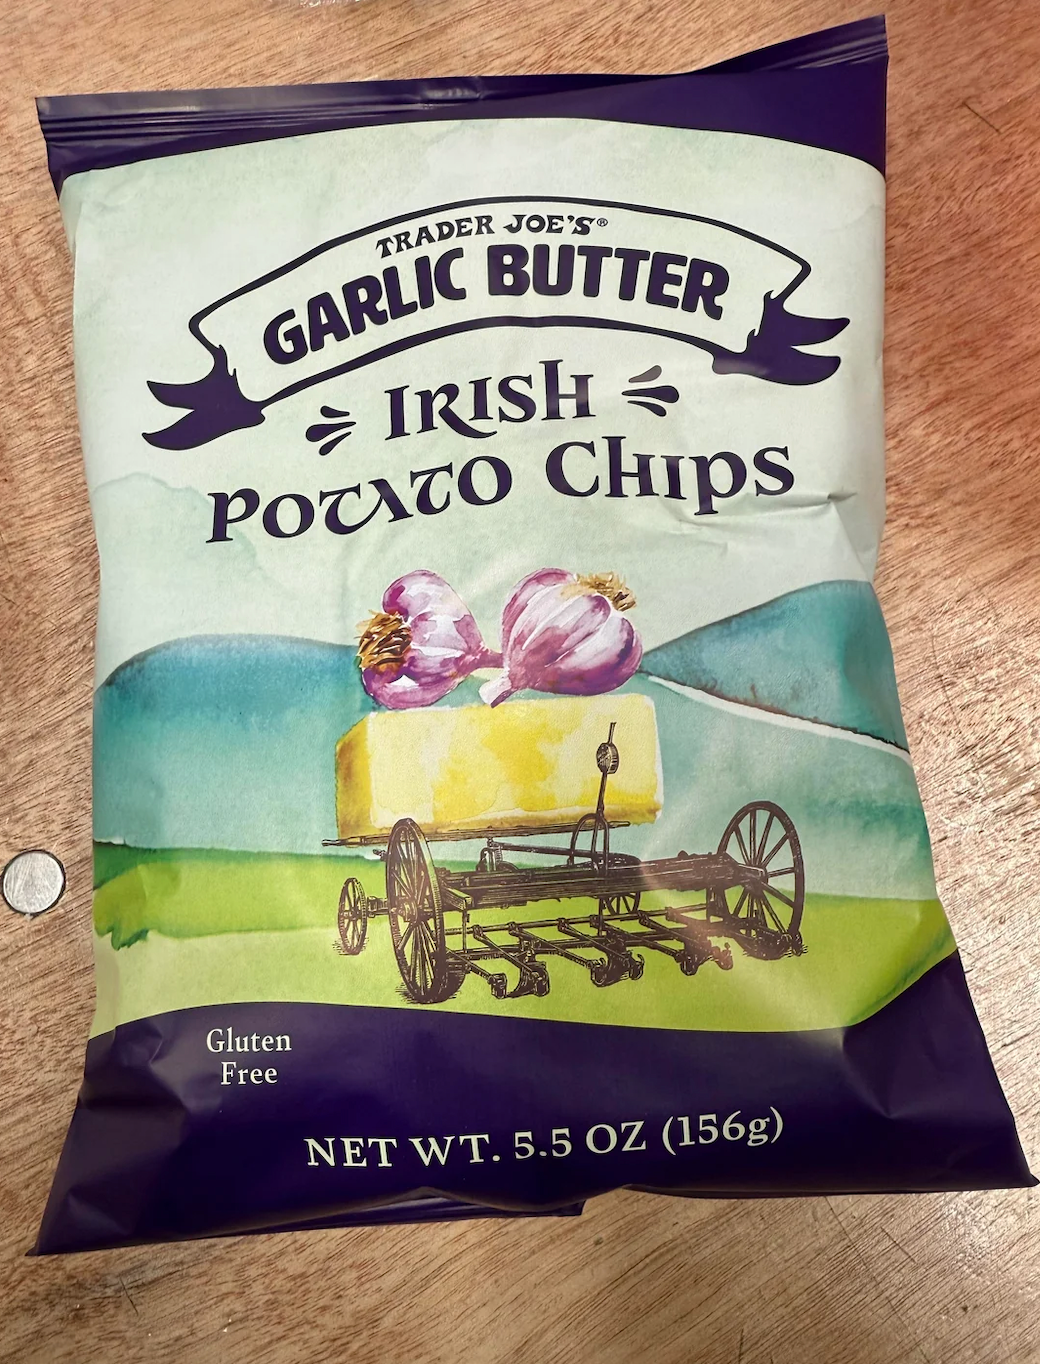 TRADER JOE'S®
GARLIC BUTTER
IRISH
POTATO CHIPS
Gluten
Free
NET WT. 5.5 OZ (156g)